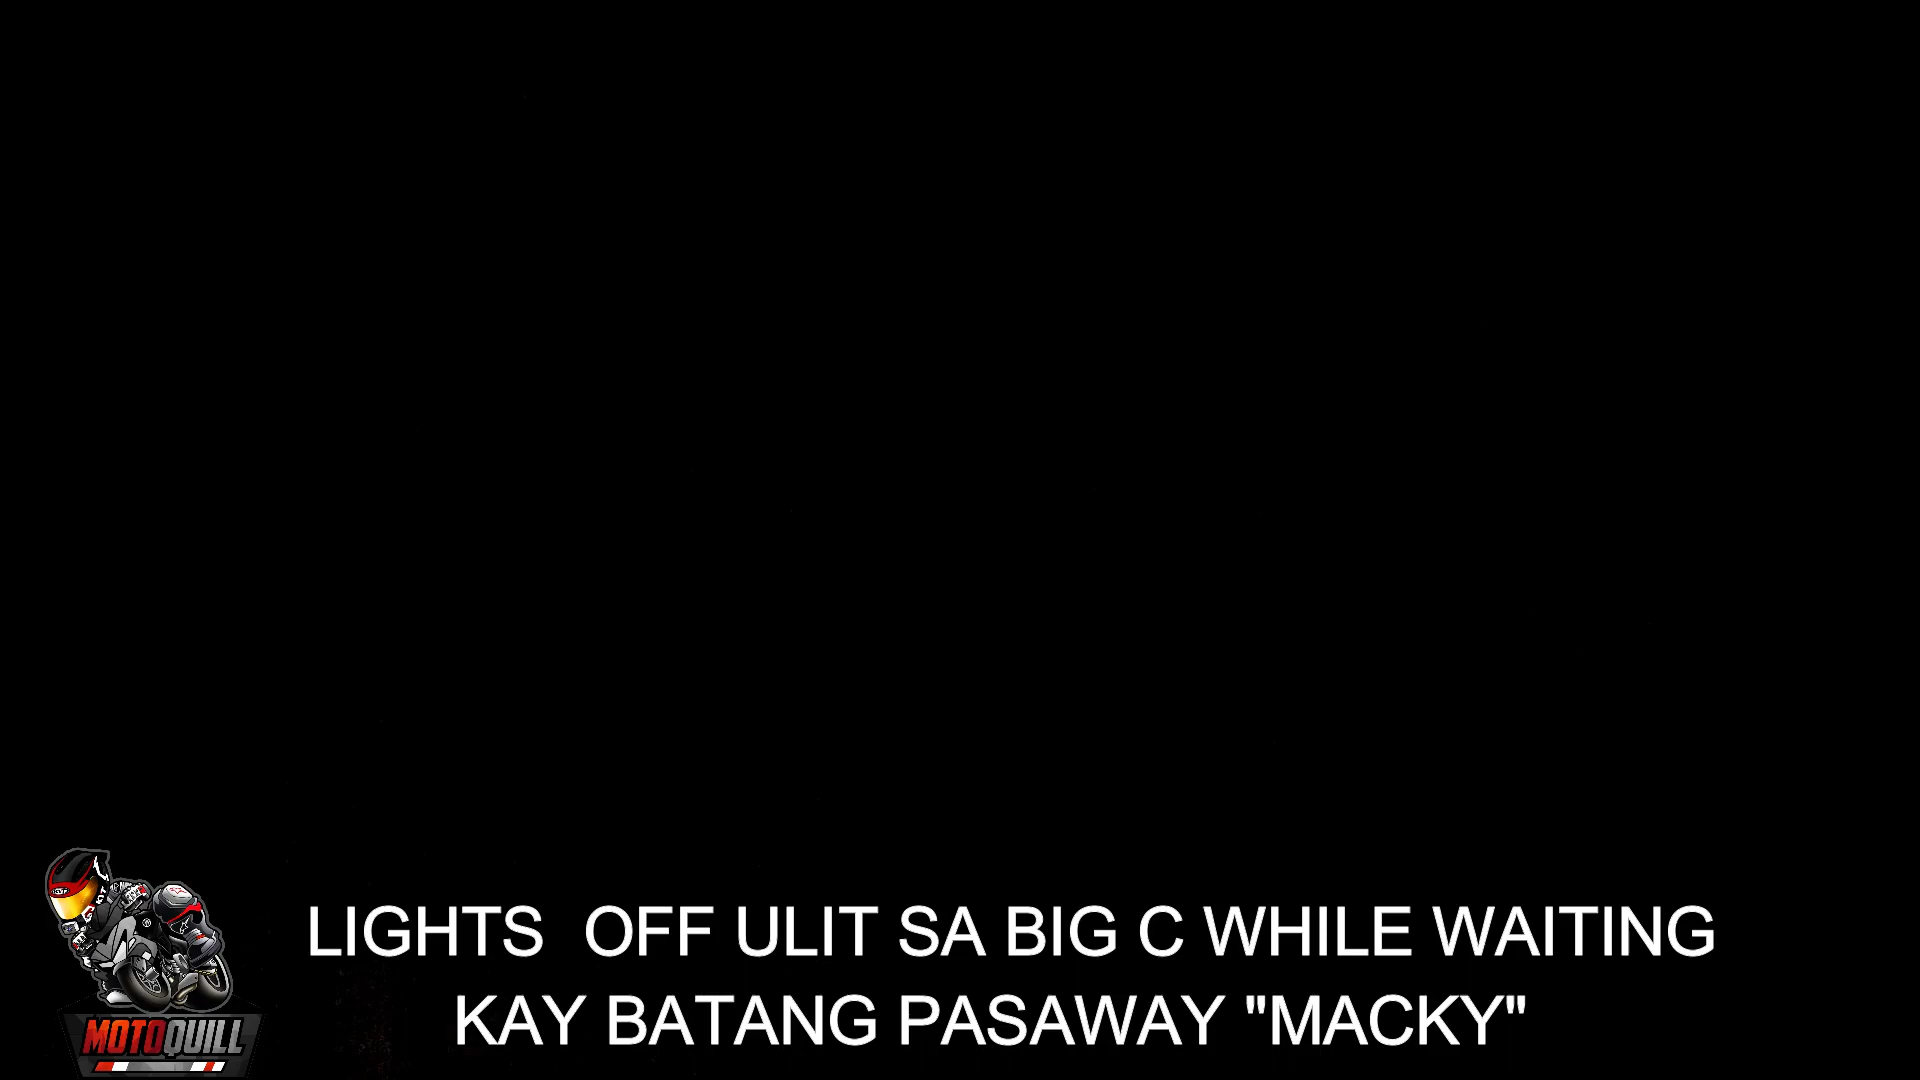 LIGHTS  OFF ULIT SA BIG C WHILE WAITING
KAY BATANG PASAWAY "MACKY"
MOTOQUILL